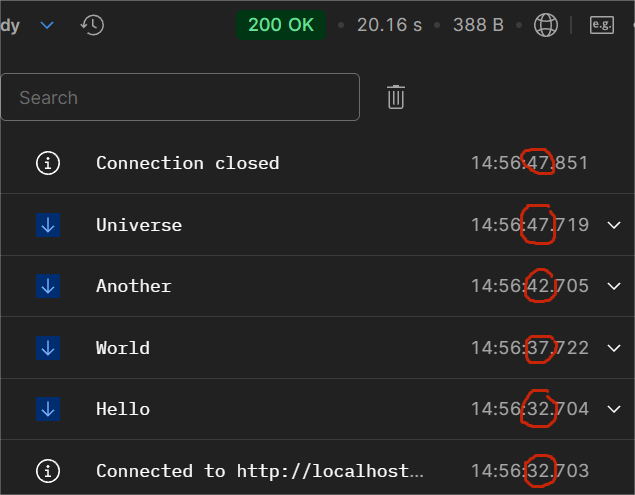 dy 200 OK • 20.16 s • 388 B e.g.
Search
Connection closed 14:56:47.851
Universe 14:56:47.719
Another 14:56:42.705
World 14:56:37.722
Hello 14:56:32.704
Connected to http://localhost... 14:56:32.703